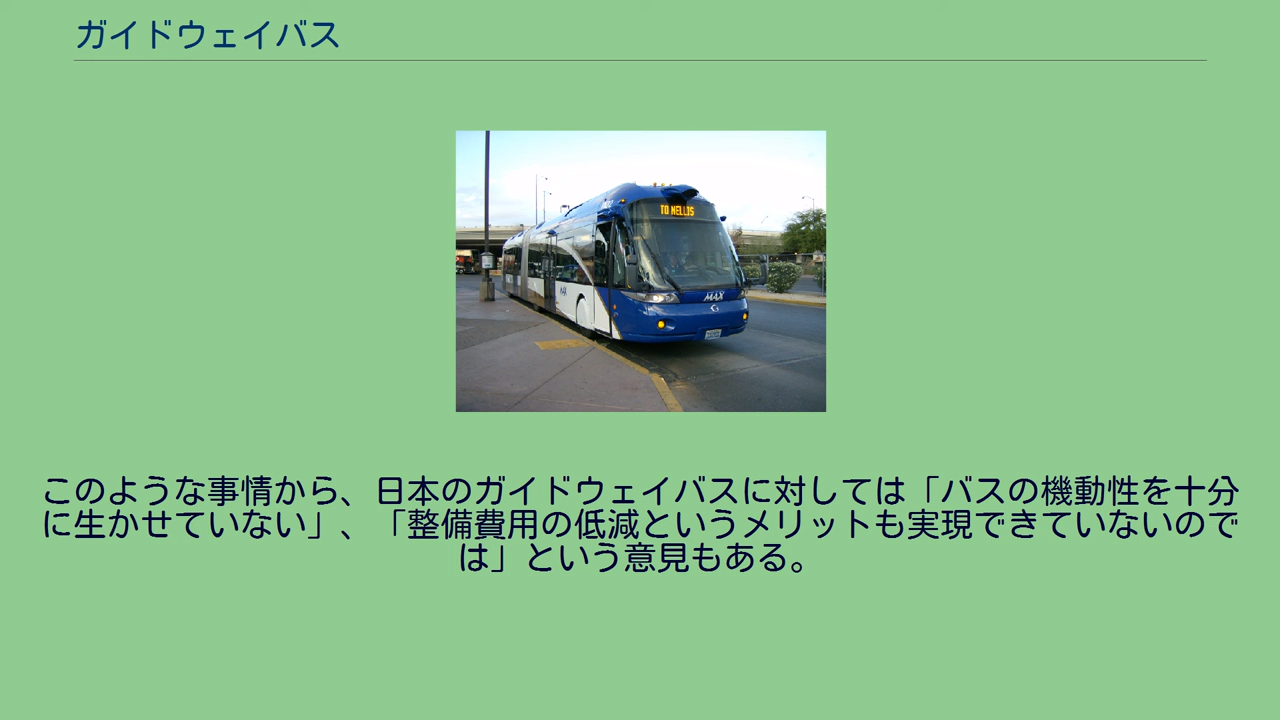 ガイドウェイバス
TO NELLIS
MAX
このような事情から、日本のガイドウェイバスに対しては「バスの機動性を十分
に生かせていない」、「整備費用の低減というメリットも実現できていないので
は」という意見もある。